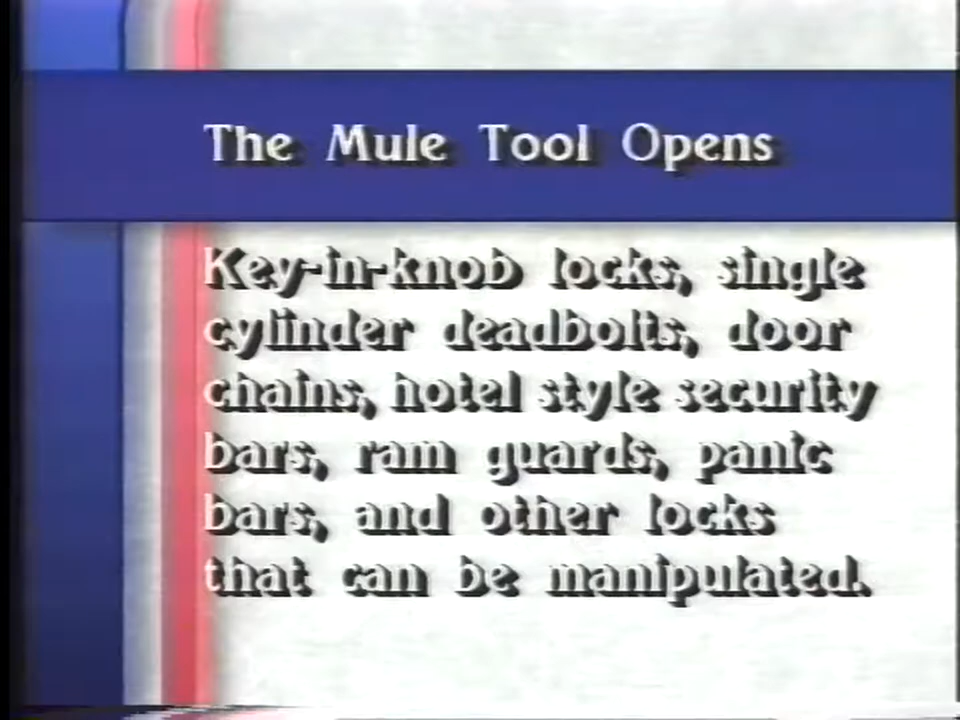 The Mule Tool Opens
Key-in-knob locks, single
cylinder deadbolts, door
chains, hotel style security
bars, ram guards, panic
bars, and other locks
that can be manipulated.